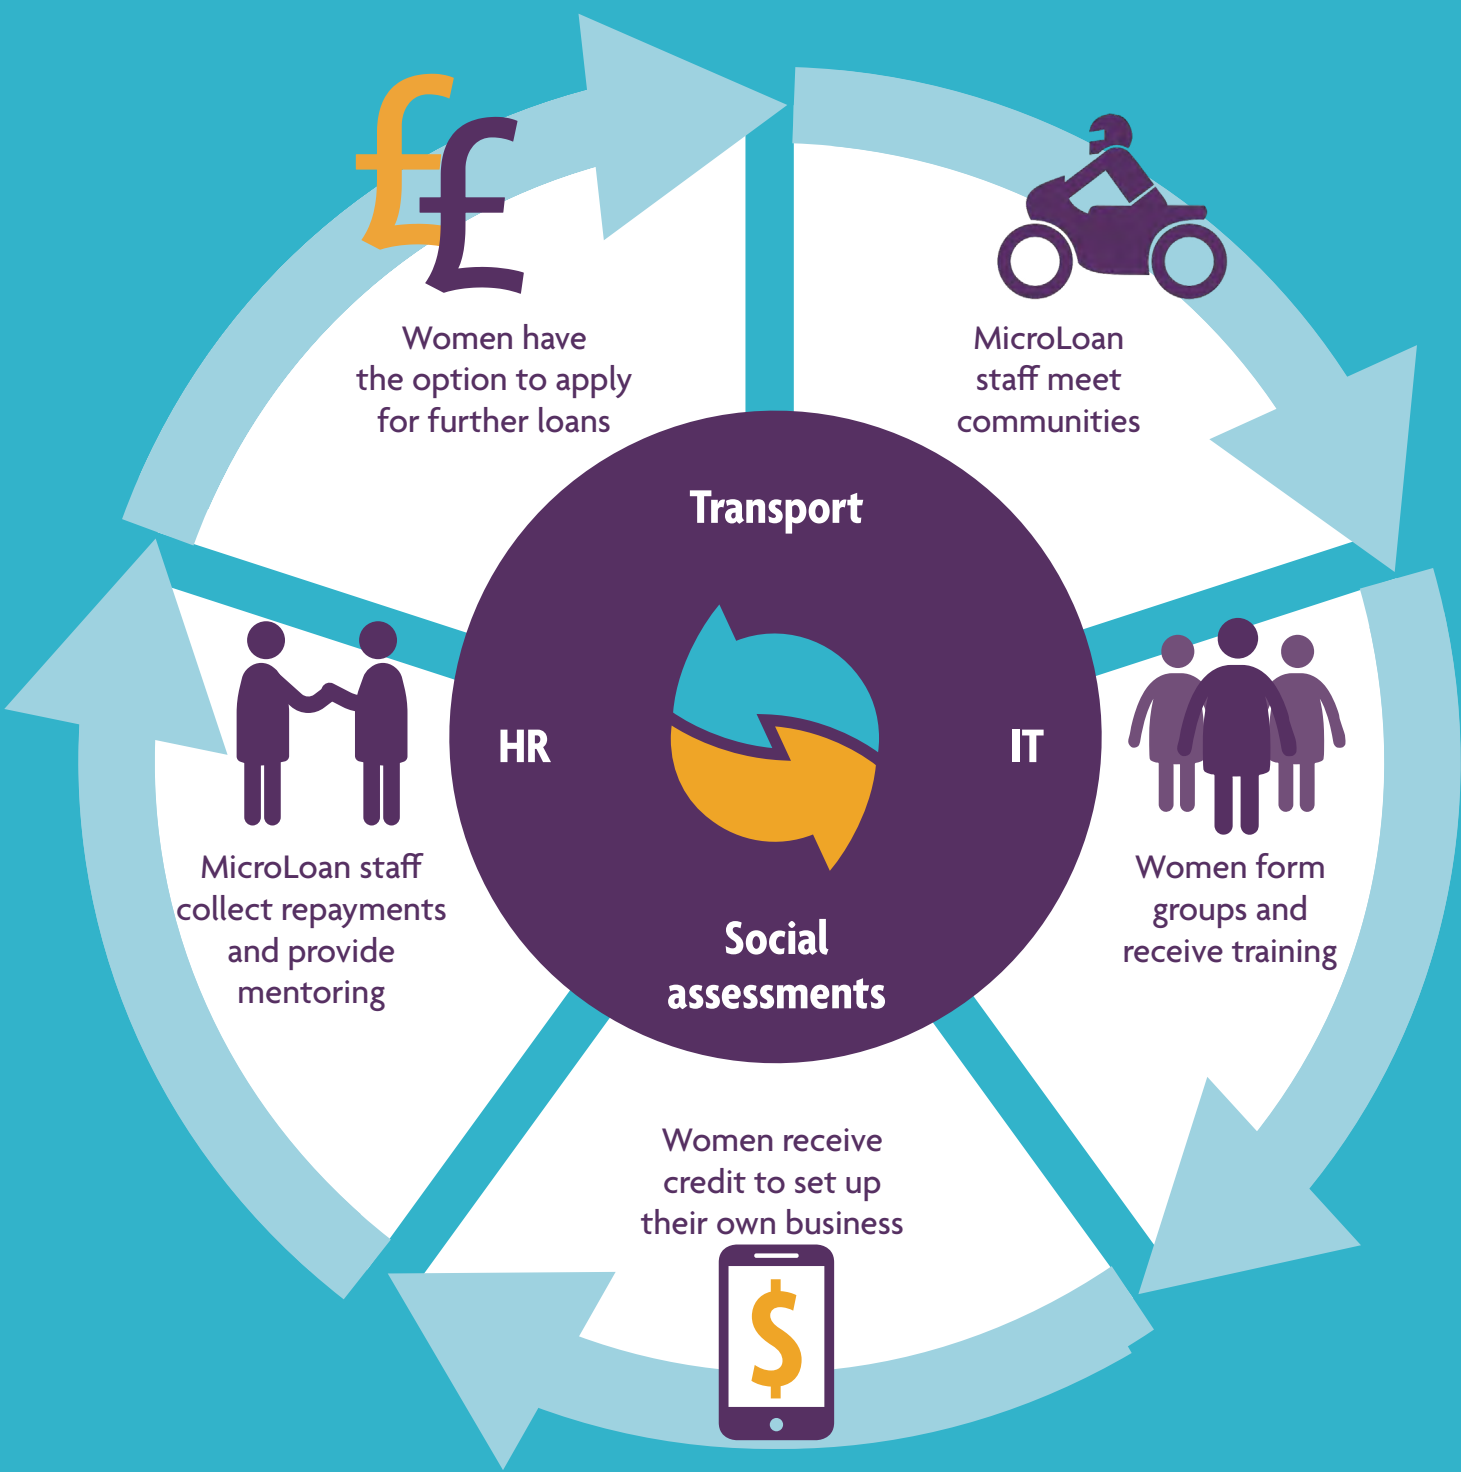 Women have
the option to apply
for further loans
MicroLoan
staff meet
communities
Transport
HR
IT
Social
assessments
MicroLoan staff
collect repayments
and provide
mentoring
Women form
groups and
receive training
Women receive
credit to set up
their own business
££
$